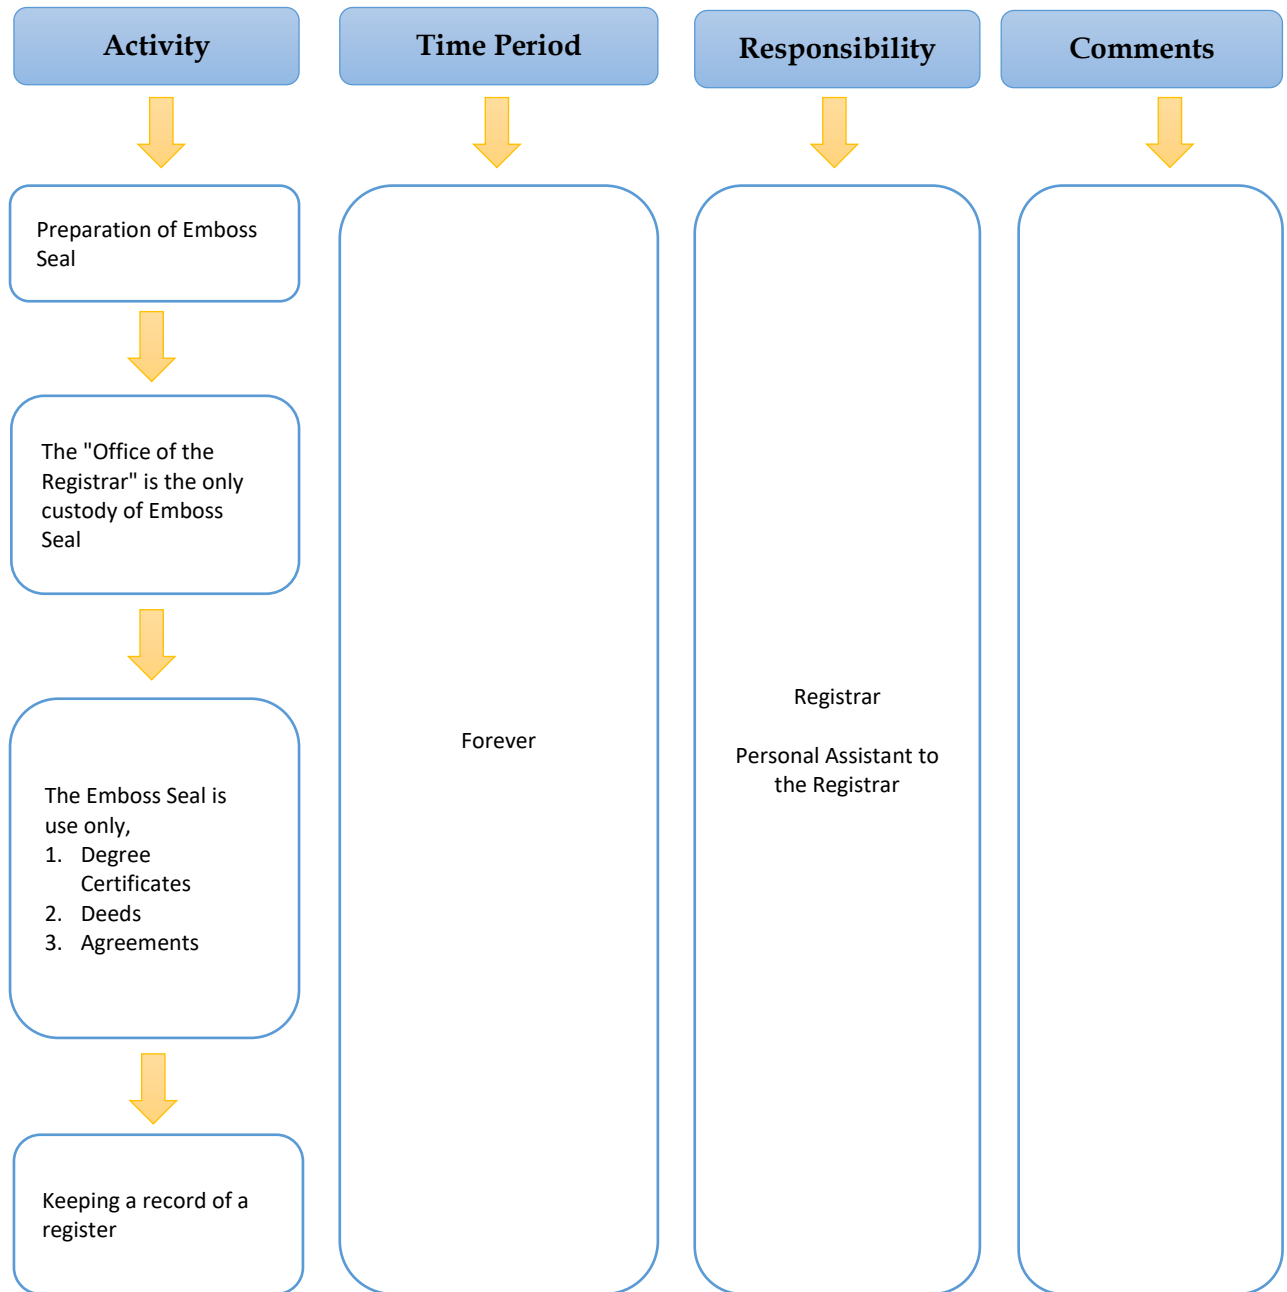 Activity
Time Period
Responsibility
Comments
Preparation of Emboss
Seal
The "Office of the
Registrar" is the only
custody of Emboss
Seal
The Emboss Seal is
use only,
1. Degree
Certificates
2. Deeds
3. Agreements
Keeping a record of a
register
Forever
Registrar
Personal Assistant to
the Registrar